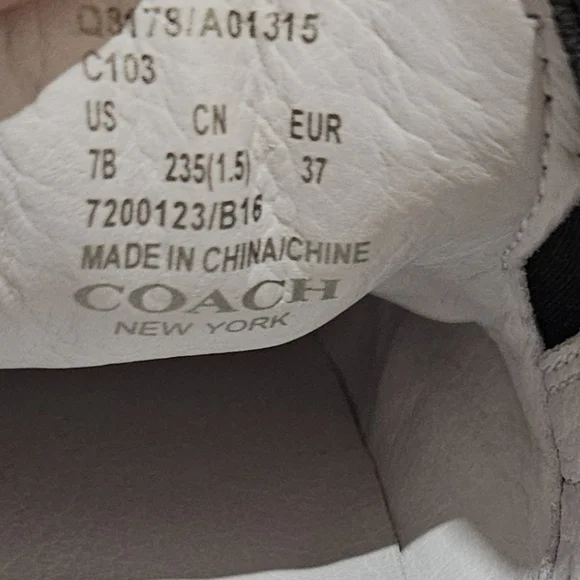 Q8178/A01315
C103
US CN EUR
7B 235(1.5) 37
7200123/B16
MADE IN CHINA/CHINE
COACH
NEW YORK